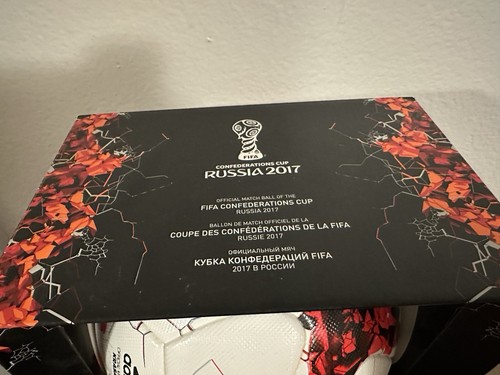 FIFA
CONFEDERATIONS CUP
RUSSIA 2017
OFFICIAL MATCH BALL OF THE
FIFA CONFEDERATIONS CUP
RUSSIA 2017
BALLON DE MATCH OFFICIEL DE LA
COUPE DES CONFÉDÉRATIONS DE LA FIFA
RUSSIE 2017
ОФИЦИАЛЬНЫЙ МЯЧ
КУБКА КОНФЕДЕРАЦИЙ FIFA
2017 В РОССИИ